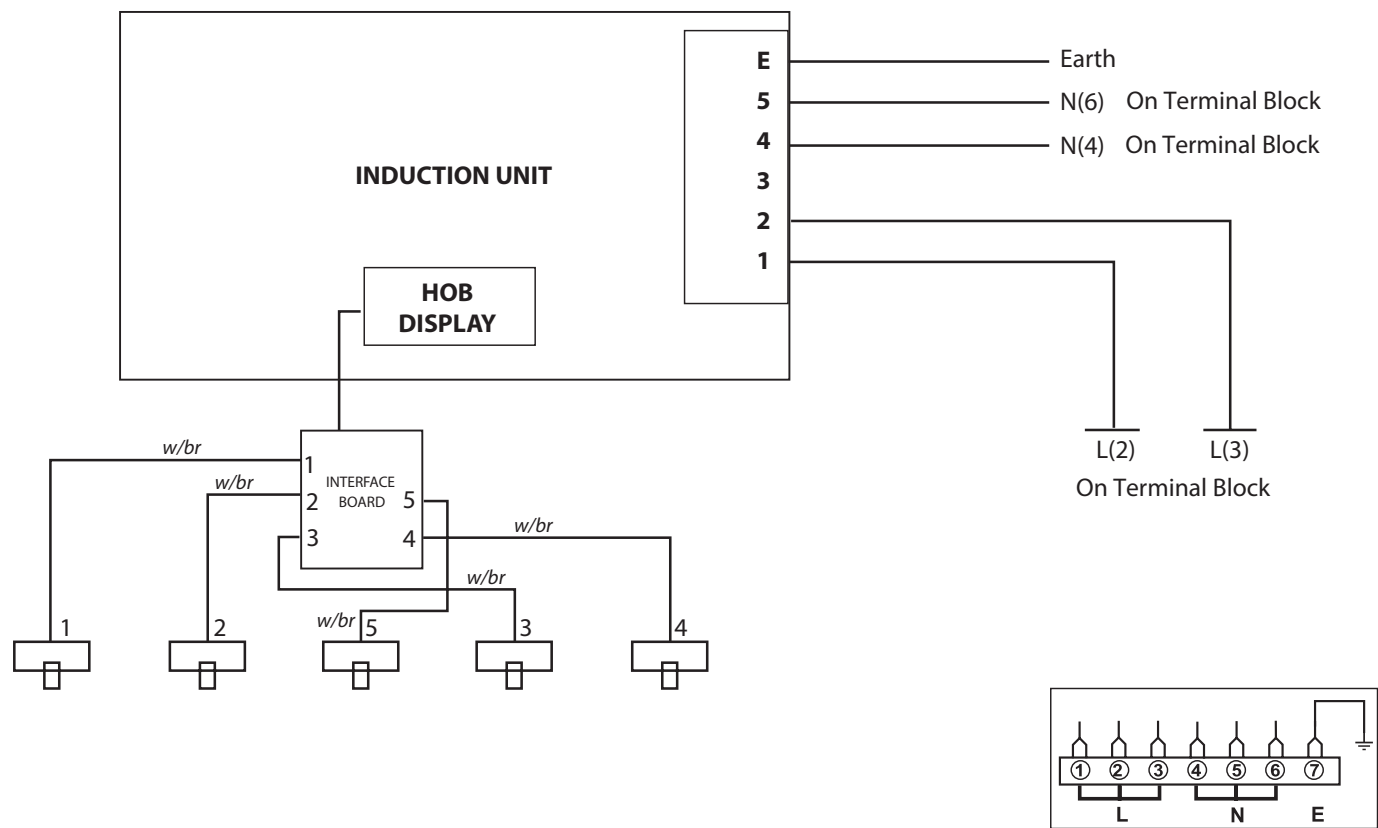 E
Earth
5
N(6) On Terminal Block
4
N(4) On Terminal Block
3
2
1
INDUCTION UNIT
HOB
DISPLAY
L(2)
L(3)
On Terminal Block
w/br
w/br
w/br
w/br
w/br
1
2
3
INTERFACE
BOARD
5
4
1
2
5
3
4
1 2 3 4 5 6 7
L N E